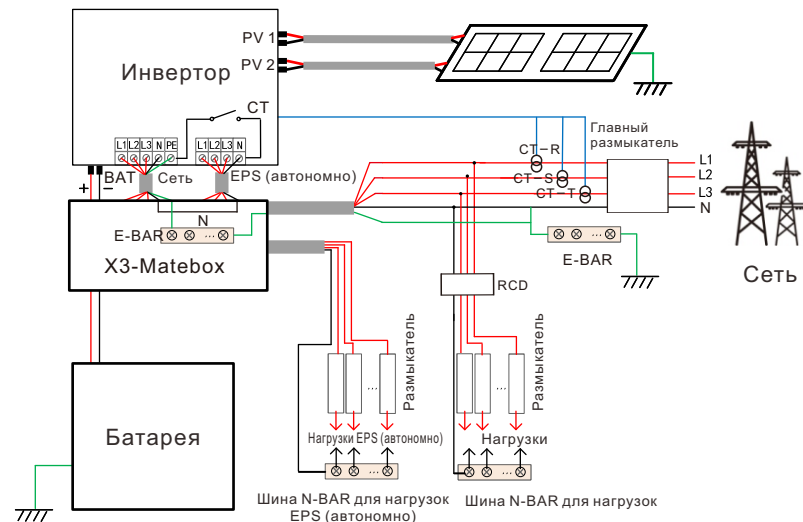 PV 1
PV 2
Инвертор
CT
L1 L2 L3 N PE
L1 L2 L3 N
BAT
Сеть
EPS (автономно)
+
–
N
E-BAR
X3-Matebox
Батарея
CT–R
CT–S
CT–T
Главный
размыкатель
L1
L2
L3
N
E-BAR
Сеть
RCD
Размыкатель
Размыкатель
...
...
...
...
Нагрузки EPS (автономно)
Нагрузки
...
...
Шина N-BAR для нагрузок
EPS (автономно)
Шина N-BAR для нагрузок